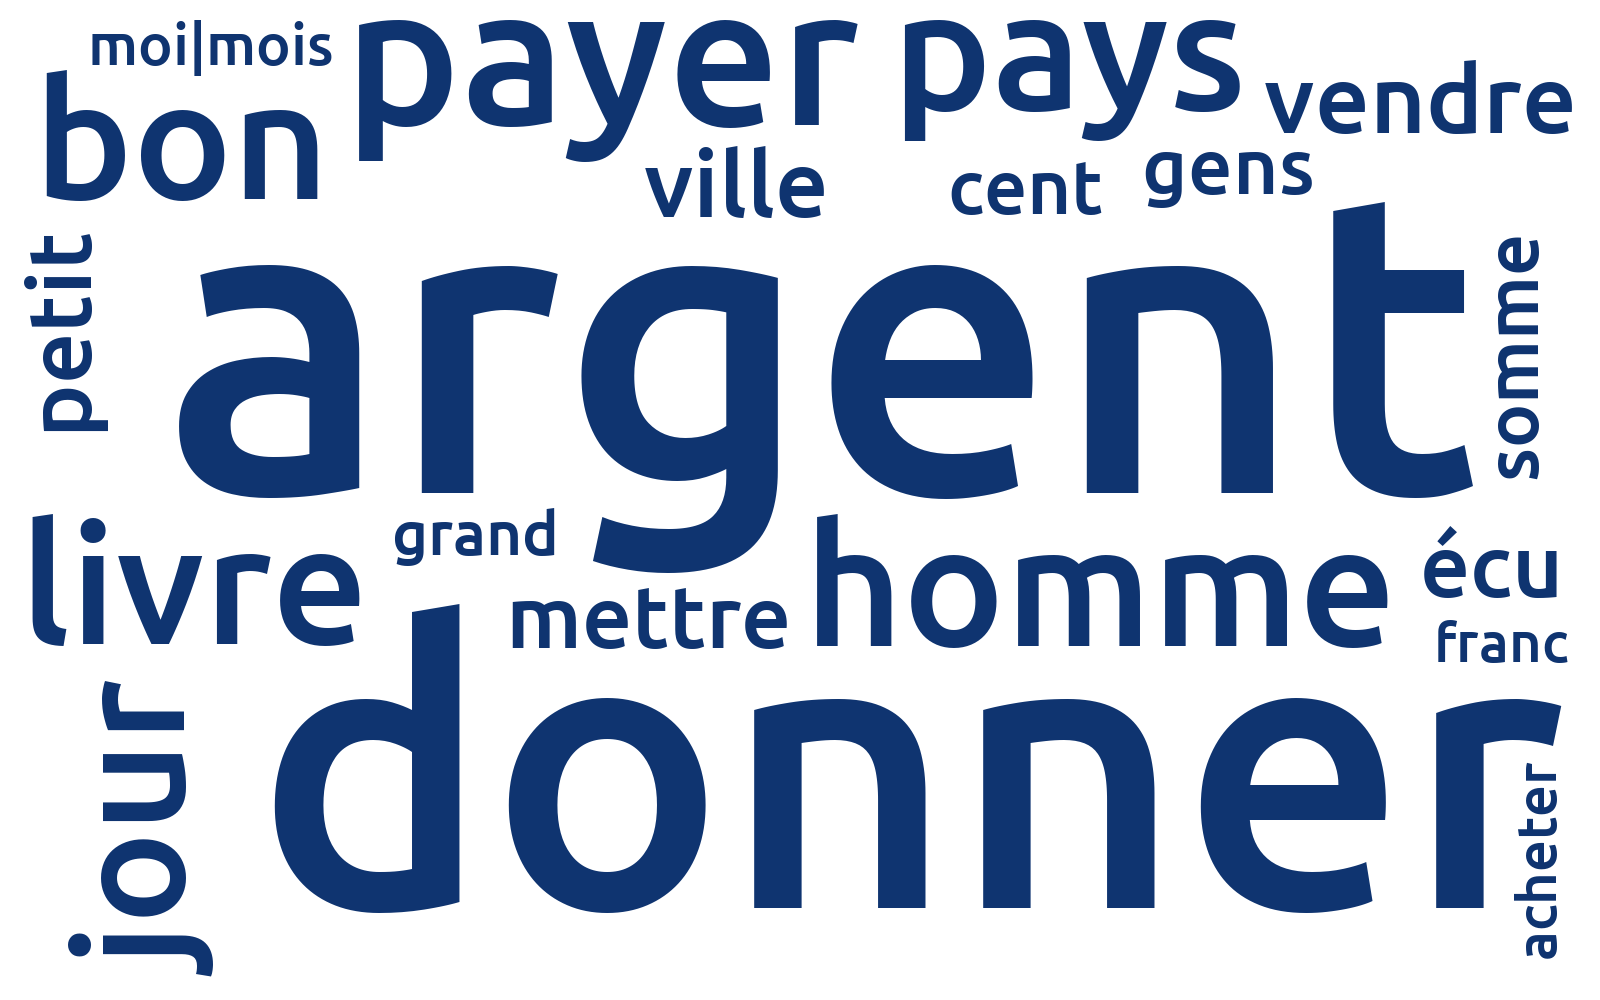 moi|mois
payer
pays
bon
vendre
ville
cent
gens
petit
argent
somme
livre
grand
mettre
homme
écu
franc
jour
donner
acheter